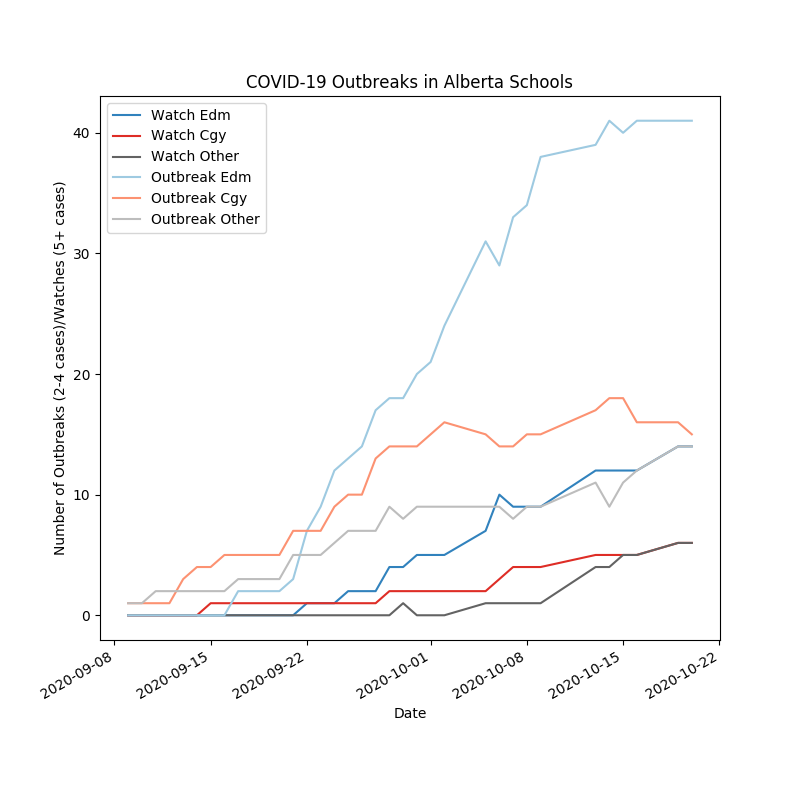 COVID-19 Outbreaks in Alberta Schools
Watch Edm
Watch Cgy
Watch Other
Outbreak Edm
Outbreak Cgy
Outbreak Other
Number of Outbreaks (2-4 cases)/Watches (5+ cases)
40
30
20
10
0
2020-09-08
2020-09-15
2020-09-22
2020-10-01
2020-10-08
2020-10-15
2020-10-22
Date